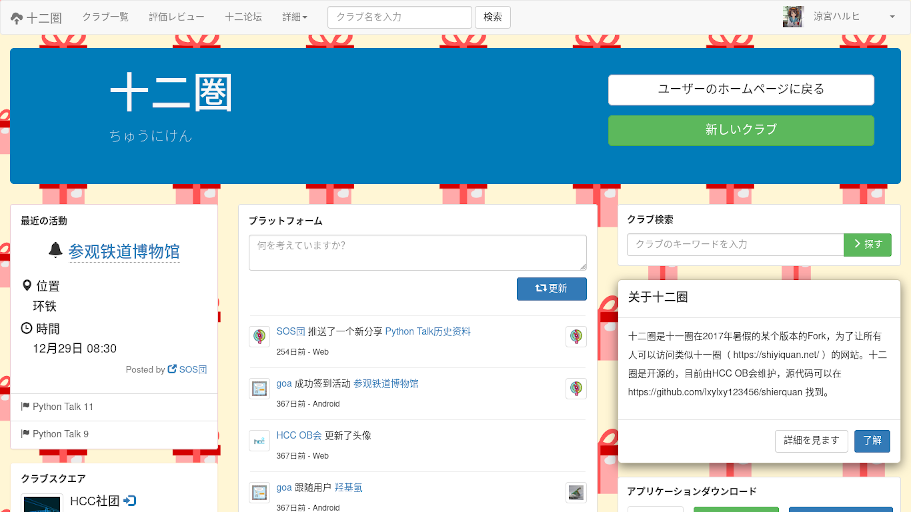 十二圏 クラブ一覧 評価レビュー 十二论坛 詳細 クラブ名を入力 検索 涼宮ハルヒ
十二圏
ちゅうにけん
ユーザーのホームページに戻る
新しいクラブ
最近の活動
参观铁道博物馆
位置
环铁
時間
12月29日 08:30
Posted by SOS団
Python Talk 11
Python Talk 9
クラブスクエア
HCC社团
プラットフォーム
何を考えていますか?
更新
SOS団 推送了一个新分享 Python Talk历史资料
254日前 - Web
goa 成功签到活动 参观铁道博物馆
367日前 - Android
HCC OB会 更新了头像
367日前 - Web
goa 跟随用户 羟基氢
367日前 - Android
クラブ検索
クラブのキーワードを入力 探す
关于十二圈
十二圈是十一圈在2017年暑假的某个版本的Fork，为了让所有
人可以访问类似十一圈（ https://shiyiquan.net/ ）的网站。十二
圈是开源的，目前由HCC OB会维护，源代码可以在
https://github.com/lxylxy123456/shierquan 找到。
詳細を見ます 了解
アプリケーションダウンロード